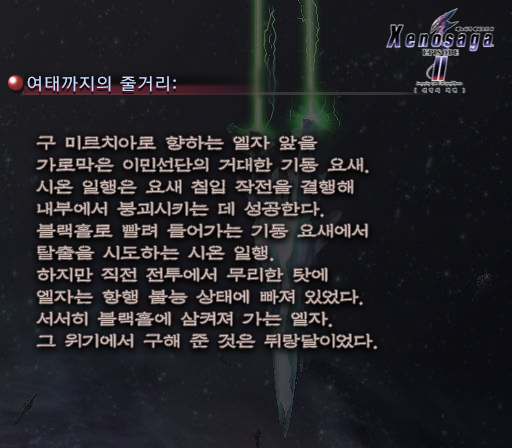 Xenosaga
EPISODE
II
여태까지의 줄거리:
구 미르치아로 향하는 엘자 앞을
가로막은 이민선단의 거대한 기동 요새.
시온 일행은 요새 침입 작전을 결행해
내부에서 붕괴시키는 데 성공한다.
블랙홀로 빨려 들어가는 기동 요새에서
탈출을 시도하는 시온 일행.
하지만 직전 전투에서 무리한 탓에
엘자는 항행 불능 상태에 빠져 있었다.
서서히 블랙홀에 삼켜져 가는 엘자.
그 위기에서 구해 준 것은 뒤랑달이었다.